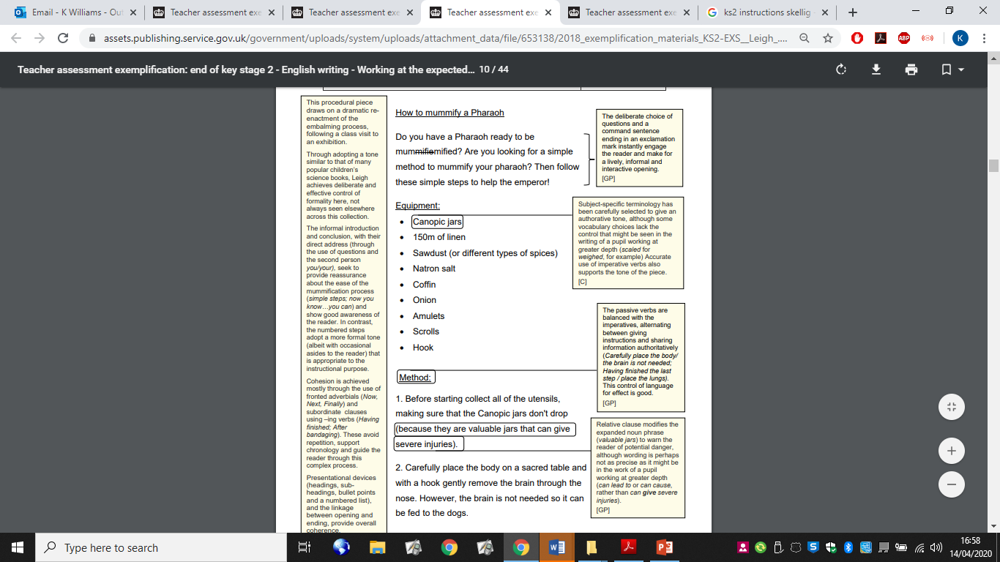 Email - K Williams - Out
Teacher assessment exe
Teacher assessment exe
Teacher assessment exe
Teacher assessment exe
ks2 instructions skellig -
assets.publishing.service.gov.uk/government/uploads/system/uploads/attachment_data/file/653138/2018_exemplification_materials_KS2-EXS__Leigh_....
ABP
K
Teacher assessment exemplification: end of key stage 2 - English writing - Working at the expected... 10 / 44
This procedural piece
draws on a dramatic re-
enactment of the
embalming process,
following a class visit to
an exhibition.
Through adopting a tone
similar to that of many
popular children's
science books, Leigh
achieves deliberate and
effective control of
formality here, not
always seen elsewhere
across this collection.
The informal introduction
and conclusion, with their
direct address (through
the use of questions and
the second person
you/your), seek to
provide reassurance
about the ease of the
mummification process
(simple steps; now you
know…you can) and
show good awareness of
the reader. In contrast,
the numbered steps
adopt a more formal tone
(albeit with occasional
asides to the reader) that
is appropriate to the
instructional purpose.
Cohesion is achieved
mostly through the use of
fronted adverbials (Now,
Next, Finally) and
subordinate clauses
using –ing verbs (Having
finished; After
bandaging). These avoid
repetition, support
chronology and guide the
reader through this
complex process.
Presentational devices
(headings, sub-
headings, bullet points
and a numbered list),
and the linkage
between opening and
ending, provide overall
coherence.
How to mummify a Pharaoh
Do you have a Pharaoh ready to be
mummifiemified? Are you looking for a simple
method to mummify your pharaoh? Then follow
these simple steps to help the emperor!
Equipment:
• Canopic jars
• 150m of linen
• Sawdust (or different types of spices)
• Natron salt
• Coffin
• Onion
• Amulets
• Scrolls
• Hook
Method:
1. Before starting collect all of the utensils,
making sure that the Canopic jars don't drop
(because they are valuable jars that can give
severe injuries).
2. Carefully place the body on a sacred table and
with a hook gently remove the brain through the
nose. However, the brain is not needed so it can
be fed to the dogs.
The deliberate choice of
questions and a
command sentence
ending in an exclamation
mark instantly engage
the reader and make for
a lively, informal and
interactive opening.
[GP]
Subject-specific terminology has
been carefully selected to give an
authorative tone, although some
vocabulary choices lack the
control that might be seen in the
writing of a pupil working at
greater depth (scaled for
weighed, for example) Accurate
use of imperative verbs also
supports the tone of the piece.
[C]
The passive verbs are
balanced with the
imperatives, alternating
between giving
instructions and sharing
information authoritatively
(Carefully place the body/
the brain is not needed;
Having finished the last
step / place the lungs).
This control of language
for effect is good.
[GP]
Relative clause modifies the
expanded noun phrase
(valuable jars) to warn the
reader of potential danger,
although wording is perhaps
not as precise as it might be
in the work of a pupil
working at greater depth
(can lead to or can cause,
rather than can give severe
injuries).
[GP]
Type here to search
16:58
14/04/2020